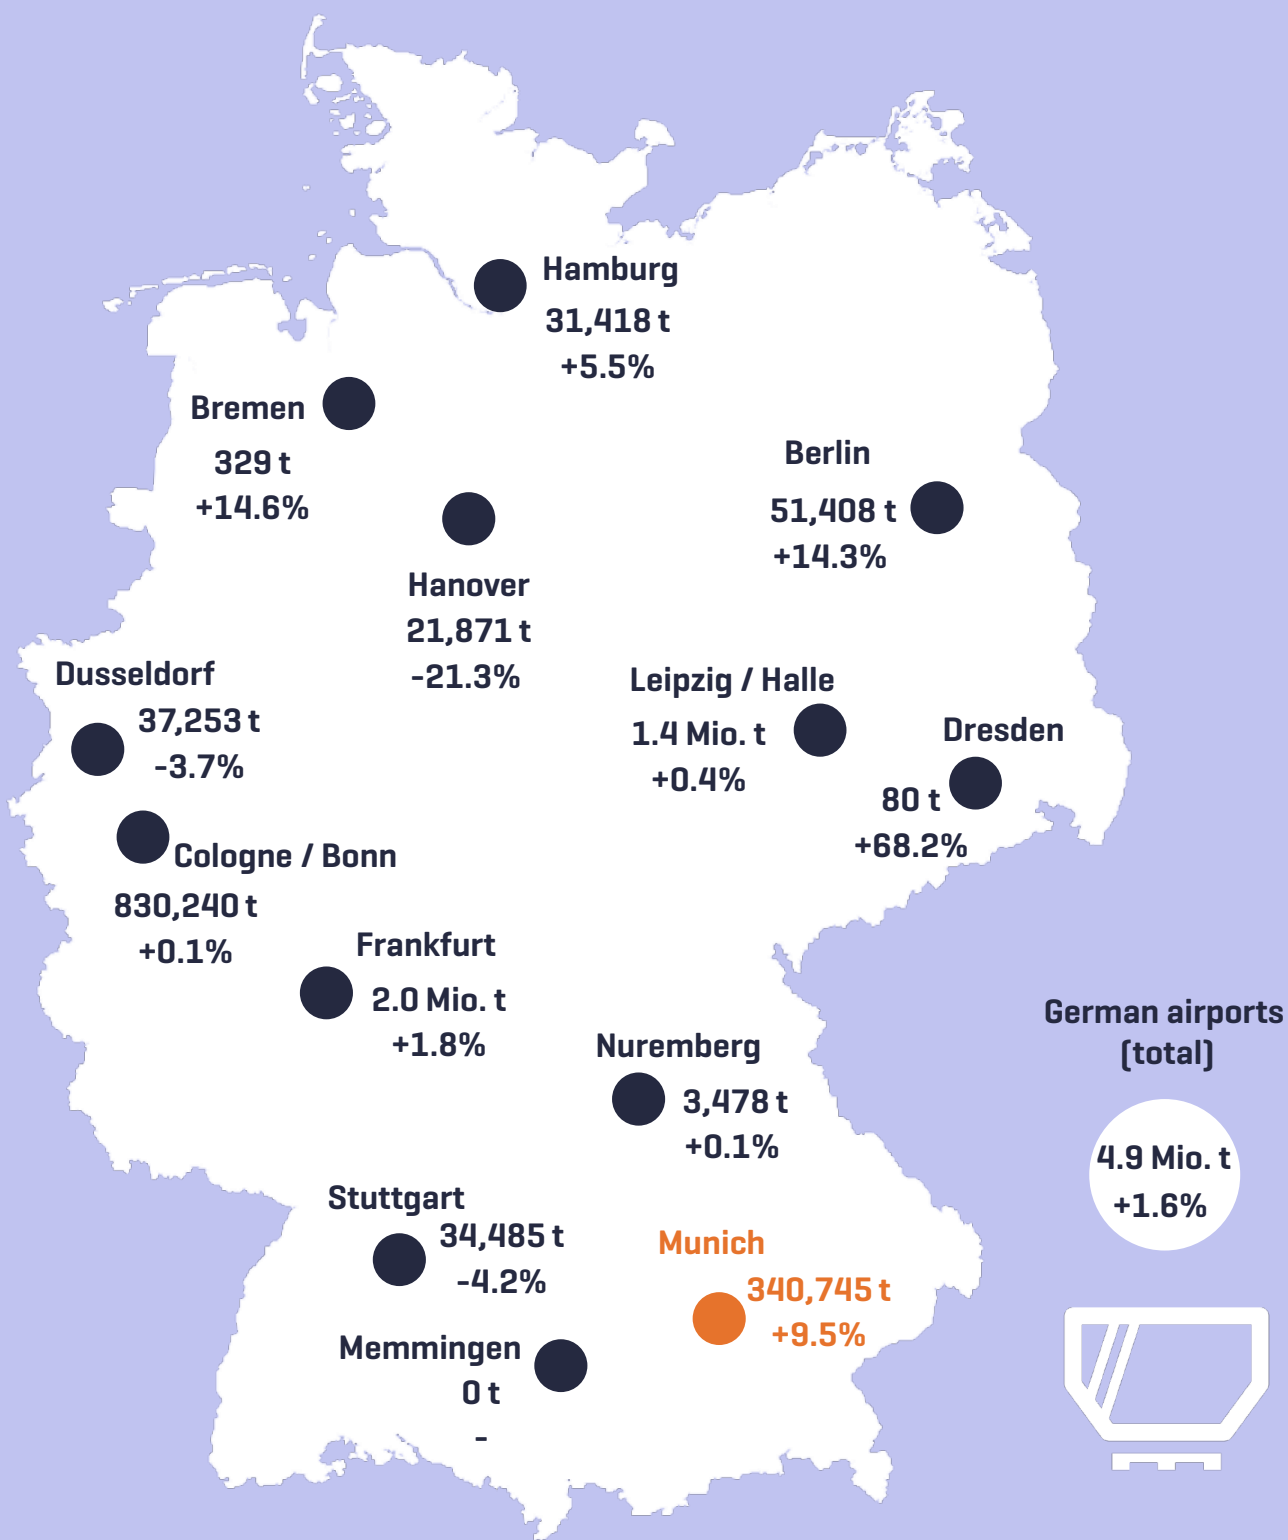 Hamburg
31,418 t
+5.5%
Bremen
329 t
+14.6%
Berlin
51,408 t
+14.3%
Hanover
21,871 t
-21.3%
Dusseldorf
37,253 t
-3.7%
Leipzig / Halle
1.4 Mio. t
+0.4%
Dresden
80 t
+68.2%
Cologne / Bonn
830,240 t
+0.1%
Frankfurt
2.0 Mio. t
+1.8%
Nuremberg
3,478 t
+0.1%
German airports
(total)
4.9 Mio. t
+1.6%
Stuttgart
34,485 t
-4.2%
Munich
340,745 t
+9.5%
Memmingen
0 t
-